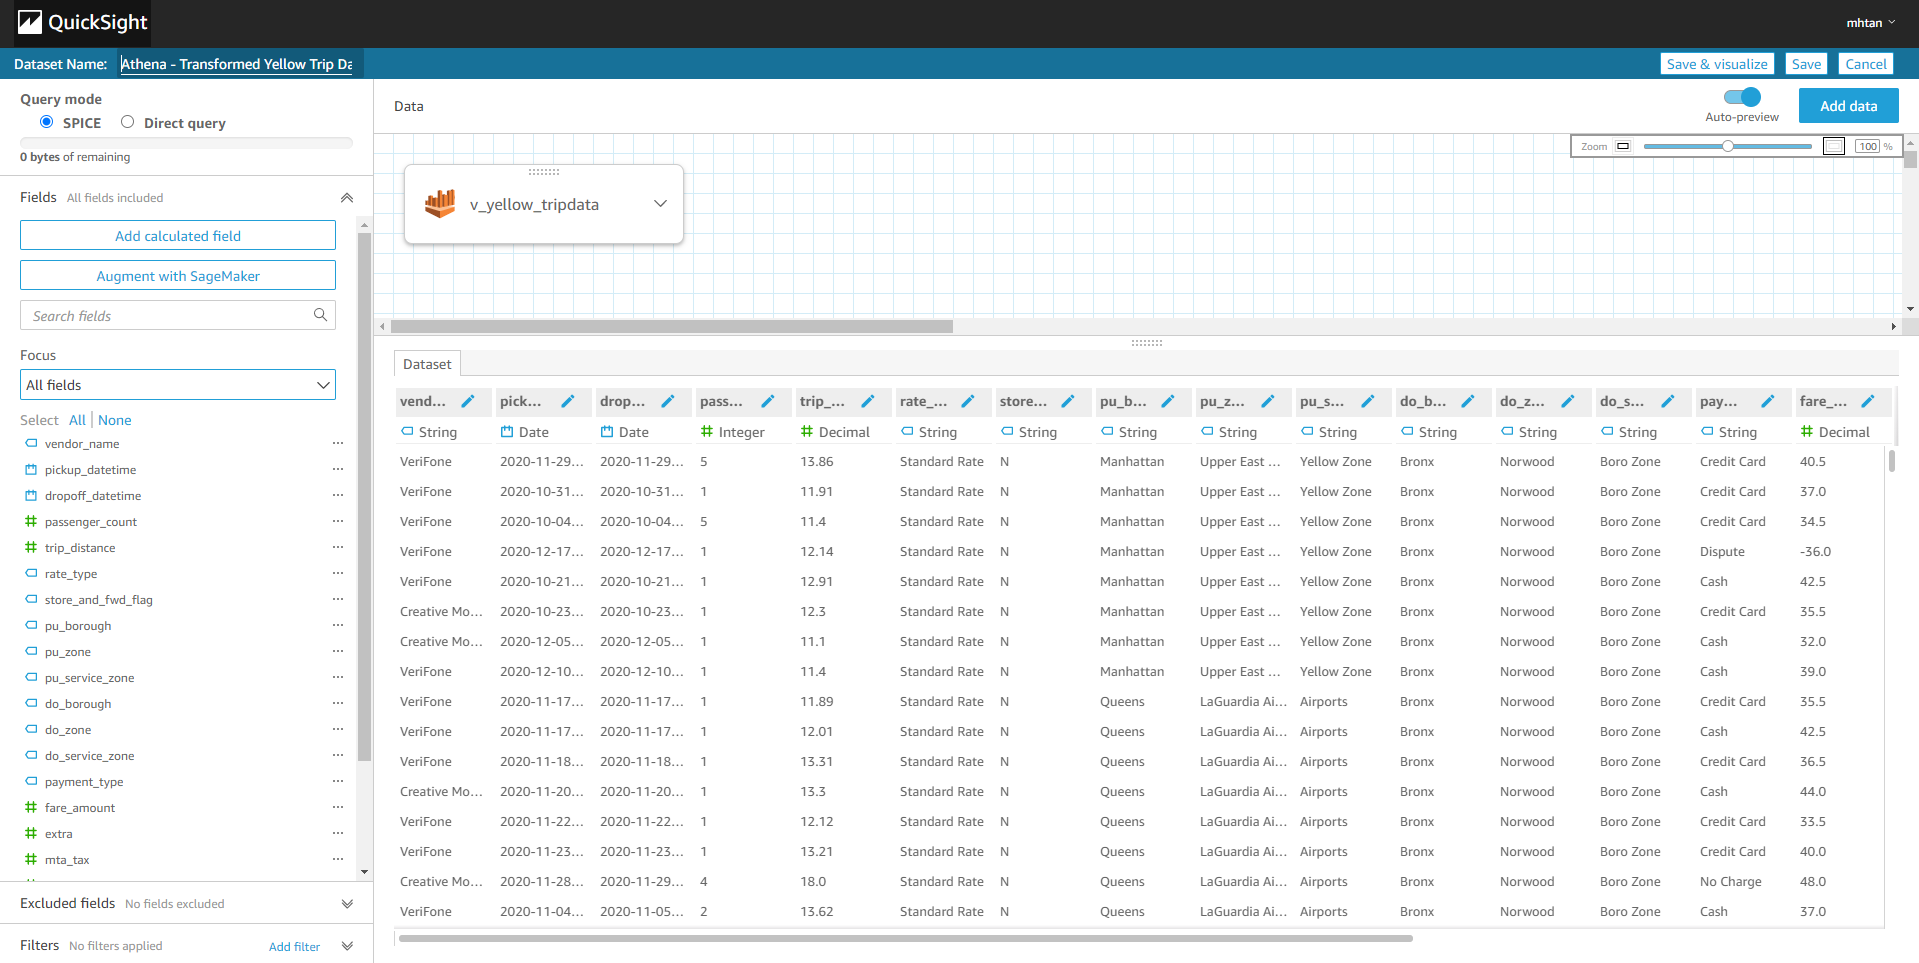 QuickSight
mhtan
Dataset Name: Athena - Transformed Yellow Trip Da
Save & visualize Save Cancel
Query mode
SPICE Direct query
0 bytes of remaining
Fields All fields included
Add calculated field
Augment with SageMaker
Search fields
Focus
All fields
Select All None
vendor_name
pickup_datetime
dropoff_datetime
passenger_count
trip_distance
rate_type
store_and_fwd_flag
pu_borough
pu_zone
pu_service_zone
do_borough
do_zone
do_service_zone
payment_type
fare_amount
extra
mta_tax
Excluded fields No fields excluded
Filters No filters applied Add filter
Data
Auto-preview
Add data
Zoom 100 %
v_yellow_tripdata
Dataset
vend... pick... drop... pass... trip_... rate_... store... pu_b... pu_z... pu_s... do_b... do_z... do_s... pay... fare_...
String Date Date Integer Decimal String String String String String String String String String Decimal
VeriFone 2020-11-29... 2020-11-29... 5 13.86 Standard Rate N Manhattan Upper East ... Yellow Zone Bronx Norwood Boro Zone Credit Card 40.5
VeriFone 2020-10-31... 2020-10-31... 1 11.91 Standard Rate N Manhattan Upper East ... Yellow Zone Bronx Norwood Boro Zone Credit Card 37.0
VeriFone 2020-10-04... 2020-10-04... 5 11.4 Standard Rate N Manhattan Upper East ... Yellow Zone Bronx Norwood Boro Zone Credit Card 34.5
VeriFone 2020-12-17... 2020-12-17... 1 12.14 Standard Rate N Manhattan Upper East ... Yellow Zone Bronx Norwood Boro Zone Dispute -36.0
VeriFone 2020-10-21... 2020-10-21... 1 12.91 Standard Rate N Manhattan Upper East ... Yellow Zone Bronx Norwood Boro Zone Cash 42.5
Creative Mo... 2020-10-23... 2020-10-23... 1 12.3 Standard Rate N Manhattan Upper East ... Yellow Zone Bronx Norwood Boro Zone Credit Card 35.5
Creative Mo... 2020-12-05... 2020-12-05... 1 11.1 Standard Rate N Manhattan Upper East ... Yellow Zone Bronx Norwood Boro Zone Cash 32.0
VeriFone 2020-12-10... 2020-12-10... 1 11.4 Standard Rate N Manhattan Upper East ... Yellow Zone Bronx Norwood Boro Zone Cash 39.0
VeriFone 2020-11-17... 2020-11-17... 1 11.89 Standard Rate N Queens LaGuardia Ai... Airports Bronx Norwood Boro Zone Credit Card 35.5
VeriFone 2020-11-17... 2020-11-17... 1 12.01 Standard Rate N Queens LaGuardia Ai... Airports Bronx Norwood Boro Zone Cash 42.5
VeriFone 2020-11-18... 2020-11-18... 1 13.31 Standard Rate N Queens LaGuardia Ai... Airports Bronx Norwood Boro Zone Credit Card 36.5
Creative Mo... 2020-11-20... 2020-11-20... 1 13.3 Standard Rate N Queens LaGuardia Ai... Airports Bronx Norwood Boro Zone Cash 44.0
VeriFone 2020-11-22... 2020-11-22... 1 12.12 Standard Rate N Queens LaGuardia Ai... Airports Bronx Norwood Boro Zone Credit Card 33.5
VeriFone 2020-11-23... 2020-11-23... 1 13.21 Standard Rate N Queens LaGuardia Ai... Airports Bronx Norwood Boro Zone Credit Card 40.0
Creative Mo... 2020-11-28... 2020-11-29... 4 18.0 Standard Rate N Queens LaGuardia Ai... Airports Bronx Norwood Boro Zone No Charge 48.0
VeriFone 2020-11-04... 2020-11-05... 2 13.62 Standard Rate N Queens LaGuardia Ai... Airports Bronx Norwood Boro Zone Cash 37.0